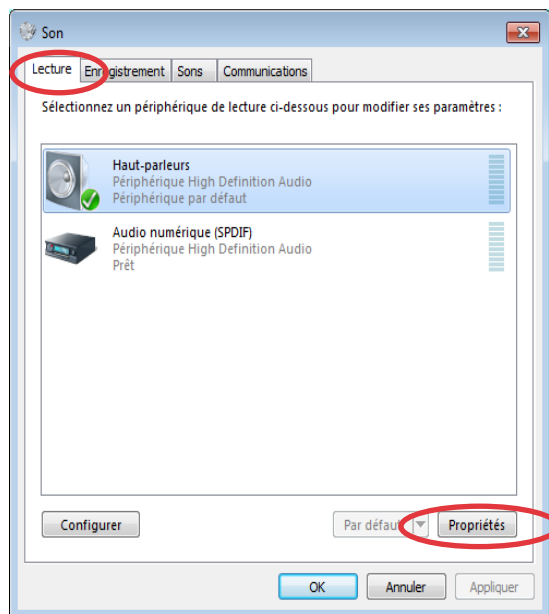 Son
Lecture Enregistrement Sons Communications
Sélectionnez un périphérique de lecture ci-dessous pour modifier ses paramètres :
Haut-parleurs
Périphérique High Definition Audio
Périphérique par défaut
Audio numérique (SPDIF)
Périphérique High Definition Audio
Prêt
Configurer Par défaut Propriétés
OK Annuler Appliquer